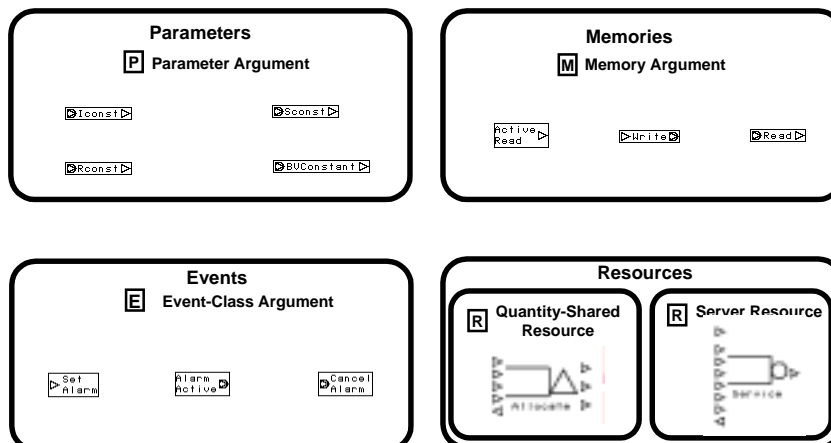 Parameters
P Parameter Argument
Iconst
Sconst
Rconst
BVConstant
Memories
M Memory Argument
Active
Read
Write
Read
Events
E Event-Class Argument
Set
Alarm
Alarm
Active
Cancel
Alarm
Resources
R Quantity-Shared
Resource
Allocate
R Server Resource
Service